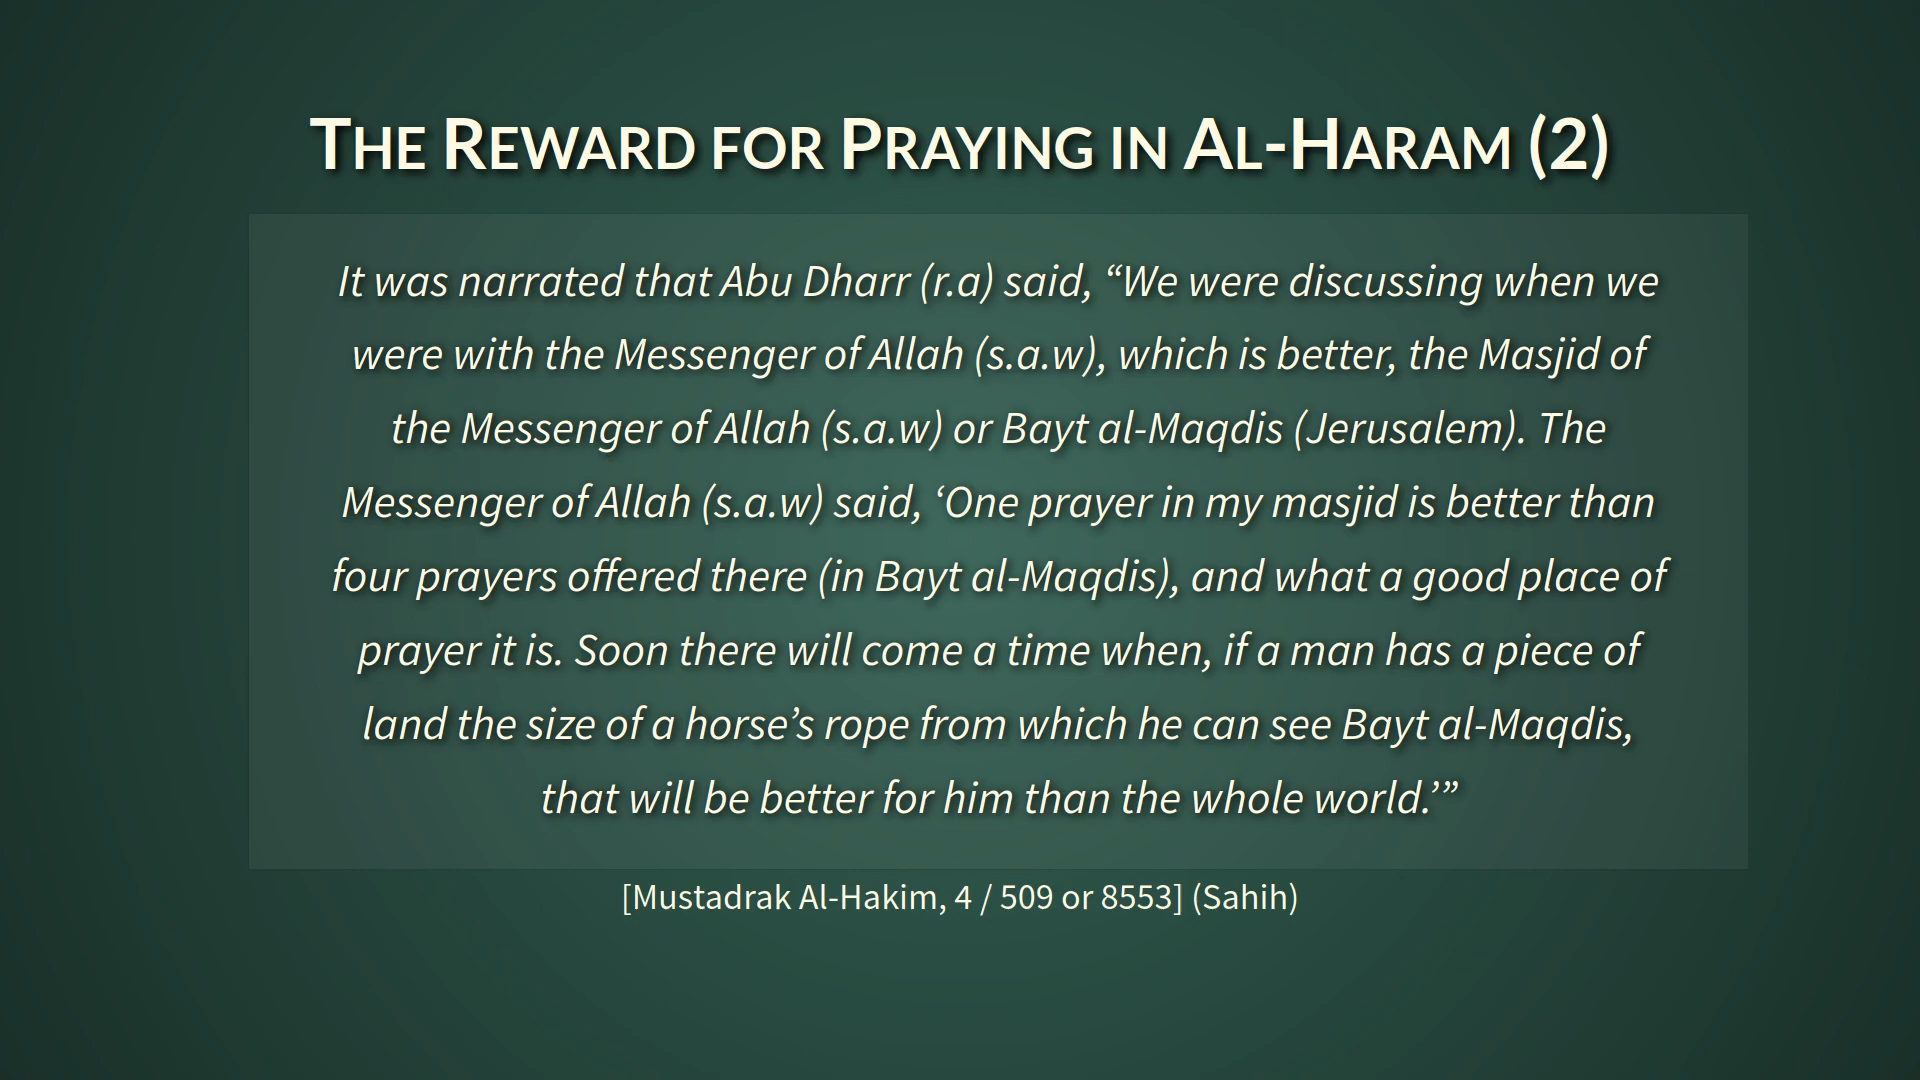 The Reward for Praying in Al-Haram (2)
It was narrated that Abu Dharr (r.a) said, “We were discussing when we
were with the Messenger of Allah (s.a.w), which is better, the Masjid of
the Messenger of Allah (s.a.w) or Bayt al-Maqdis (Jerusalem). The
Messenger of Allah (s.a.w) said, ‘One prayer in my masjid is better than
four prayers offered there (in Bayt al-Maqdis), and what a good place of
prayer it is. Soon there will come a time when, if a man has a piece of
land the size of a horse’s rope from which he can see Bayt al-Maqdis,
that will be better for him than the whole world.’”
[Mustadrak Al-Hakim, 4 / 509 or 8553] (Sahih)